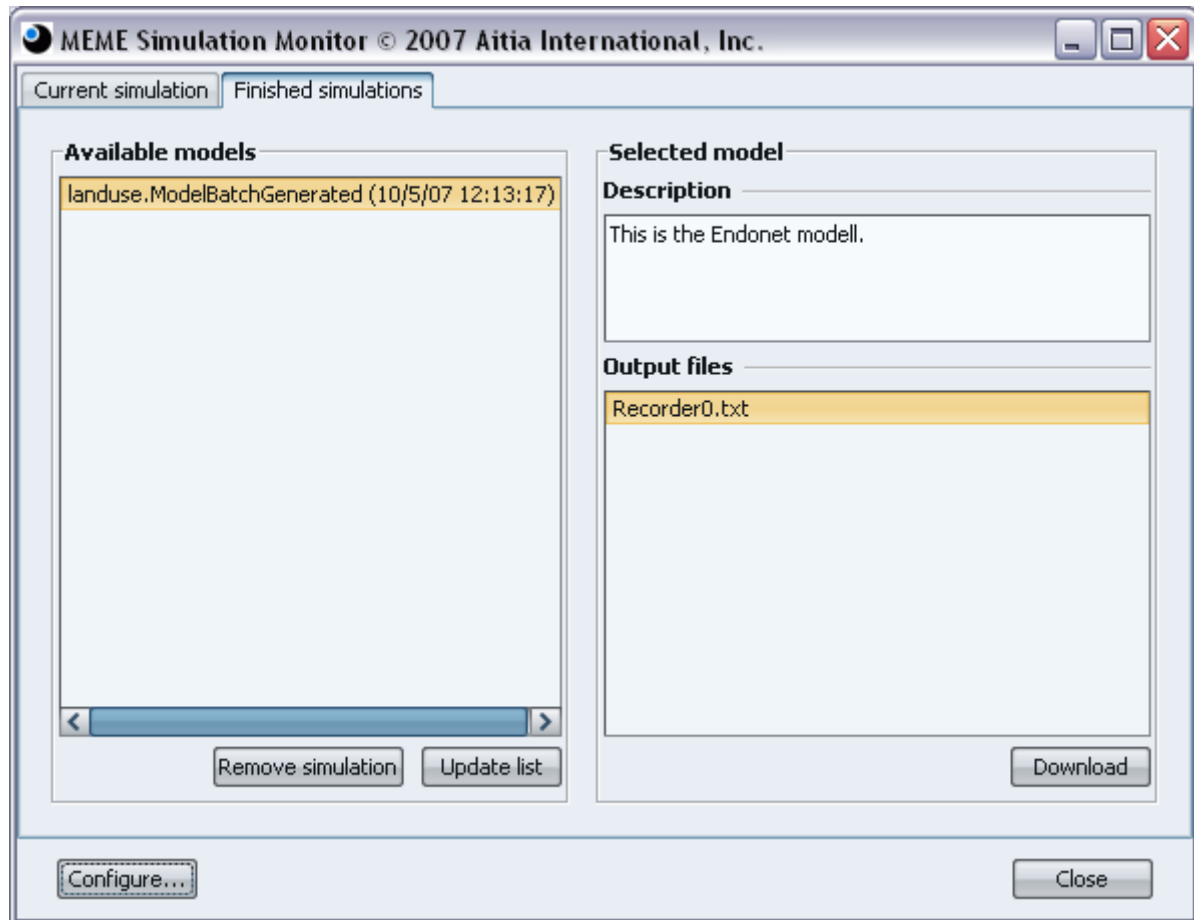 MEME Simulation Monitor © 2007 Aitia International, Inc.
Current simulation
Finished simulations
Available models
landuse.ModelBatchGenerated (10/5/07 12:13:17)
Remove simulation
Update list
Selected model
Description
This is the Endonet modell.
Output files
Recorder0.txt
Download
Configure...
Close